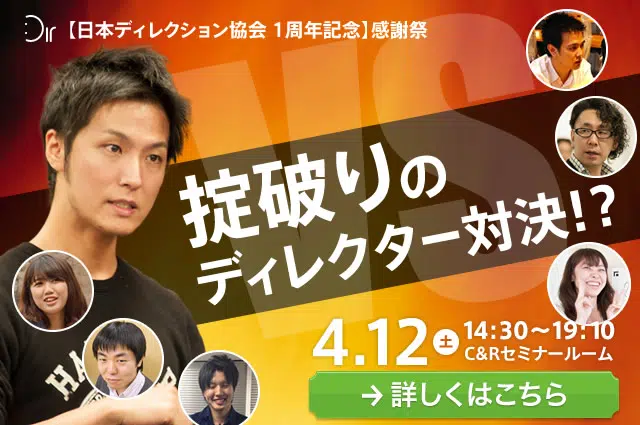 Dir 【日本ディレクション協会 1周年記念】感謝祭
VS
掟破りの
ディレクター対決!?
4.12 土 14:30〜19:10
C&Rセミナールーム
→ 詳しくはこちら
HA